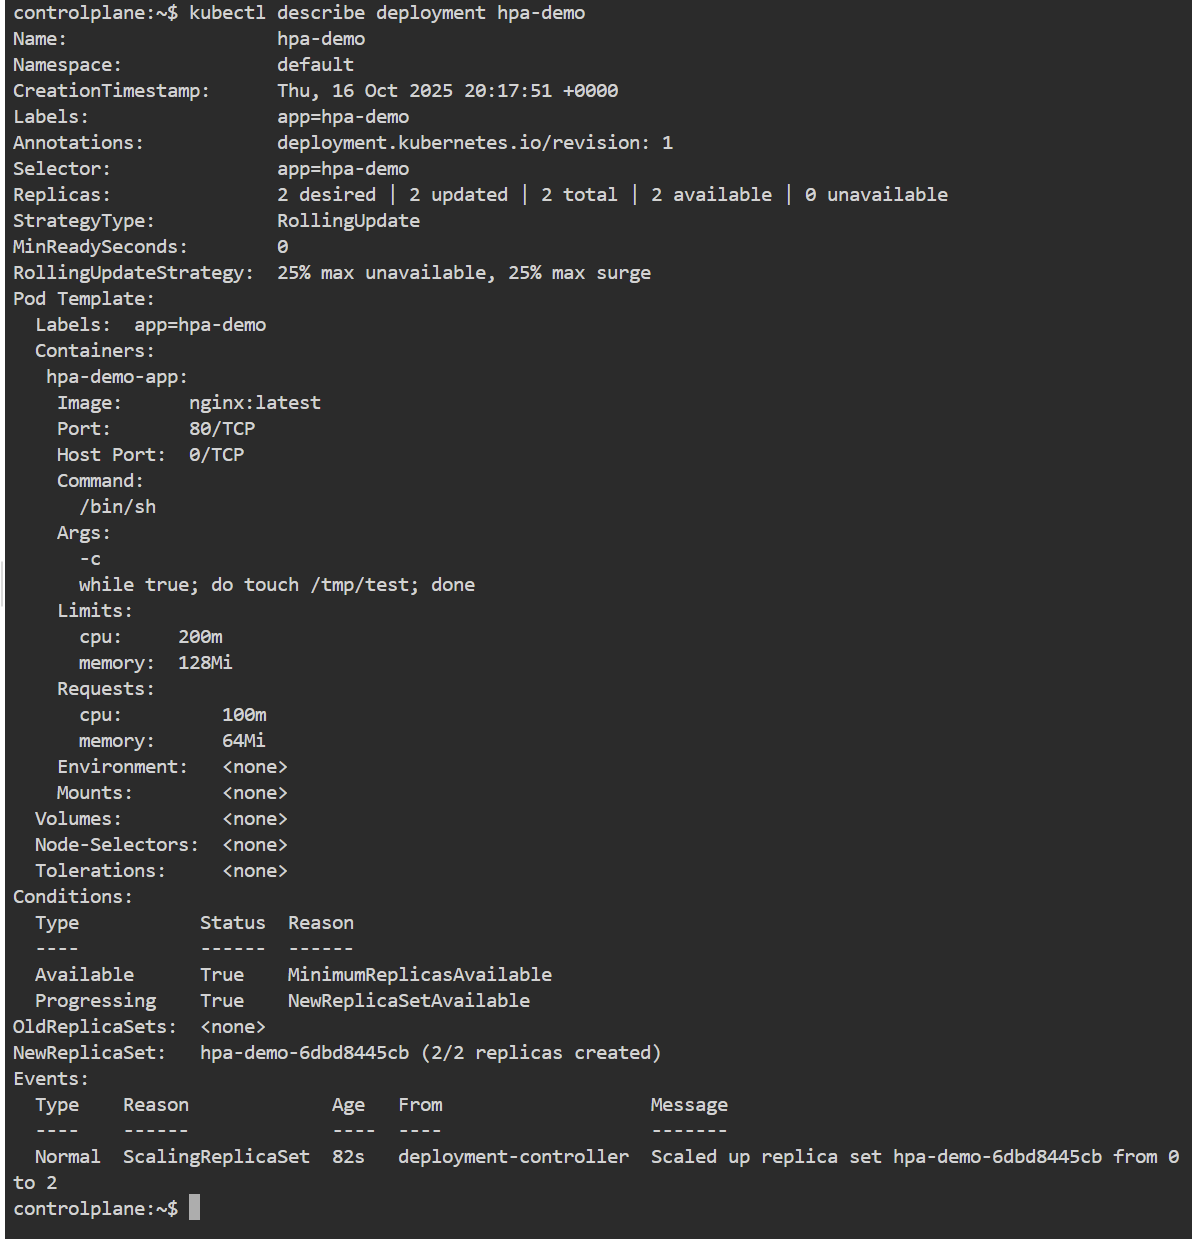 controlplane:~$ kubectl describe deployment hpa-demo
Name:                   hpa-demo
Namespace:              default
CreationTimestamp:      Thu, 16 Oct 2025 20:17:51 +0000
Labels:                 app=hpa-demo
Annotations:            deployment.kubernetes.io/revision: 1
Selector:               app=hpa-demo
Replicas:               2 desired | 2 updated | 2 total | 2 available | 0 unavailable
StrategyType:           RollingUpdate
MinReadySeconds:        0
RollingUpdateStrategy:  25% max unavailable, 25% max surge
Pod Template:
  Labels:  app=hpa-demo
  Containers:
   hpa-demo-app:
    Image:      nginx:latest
    Port:       80/TCP
    Host Port:  0/TCP
    Command:
      /bin/sh
    Args:
      -c
      while true; do touch /tmp/test; done
    Limits:
      cpu:     200m
      memory:  128Mi
    Requests:
      cpu:         100m
      memory:      64Mi
    Environment:   <none>
    Mounts:        <none>
  Volumes:         <none>
  Node-Selectors:  <none>
  Tolerations:     <none>
Conditions:
  Type           Status  Reason
  ----           ------  ------
  Available      True    MinimumReplicasAvailable
  Progressing    True    NewReplicaSetAvailable
OldReplicaSets:  <none>
NewReplicaSet:   hpa-demo-6dbd8445cb (2/2 replicas created)
Events:
  Type    Reason             Age   From                   Message
  ----    ------             ----  ----                   -------
  Normal  ScalingReplicaSet  82s   deployment-controller  Scaled up replica set hpa-demo-6dbd8445cb from 0
to 2
controlplane:~$